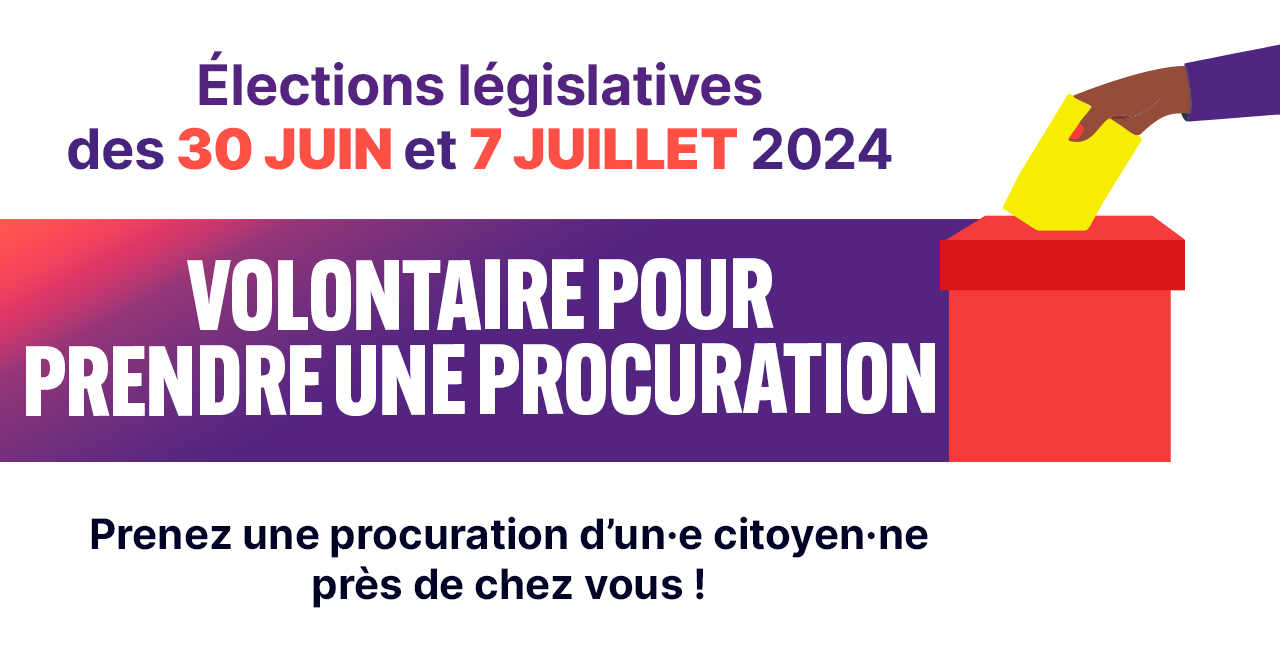 Élections législatives
des 30 JUIN et 7 JUILLET 2024
VOLONTAIRE POUR
PRENDRE UNE PROCURATION
Prenez une procuration d’un·e citoyen·ne
près de chez vous !